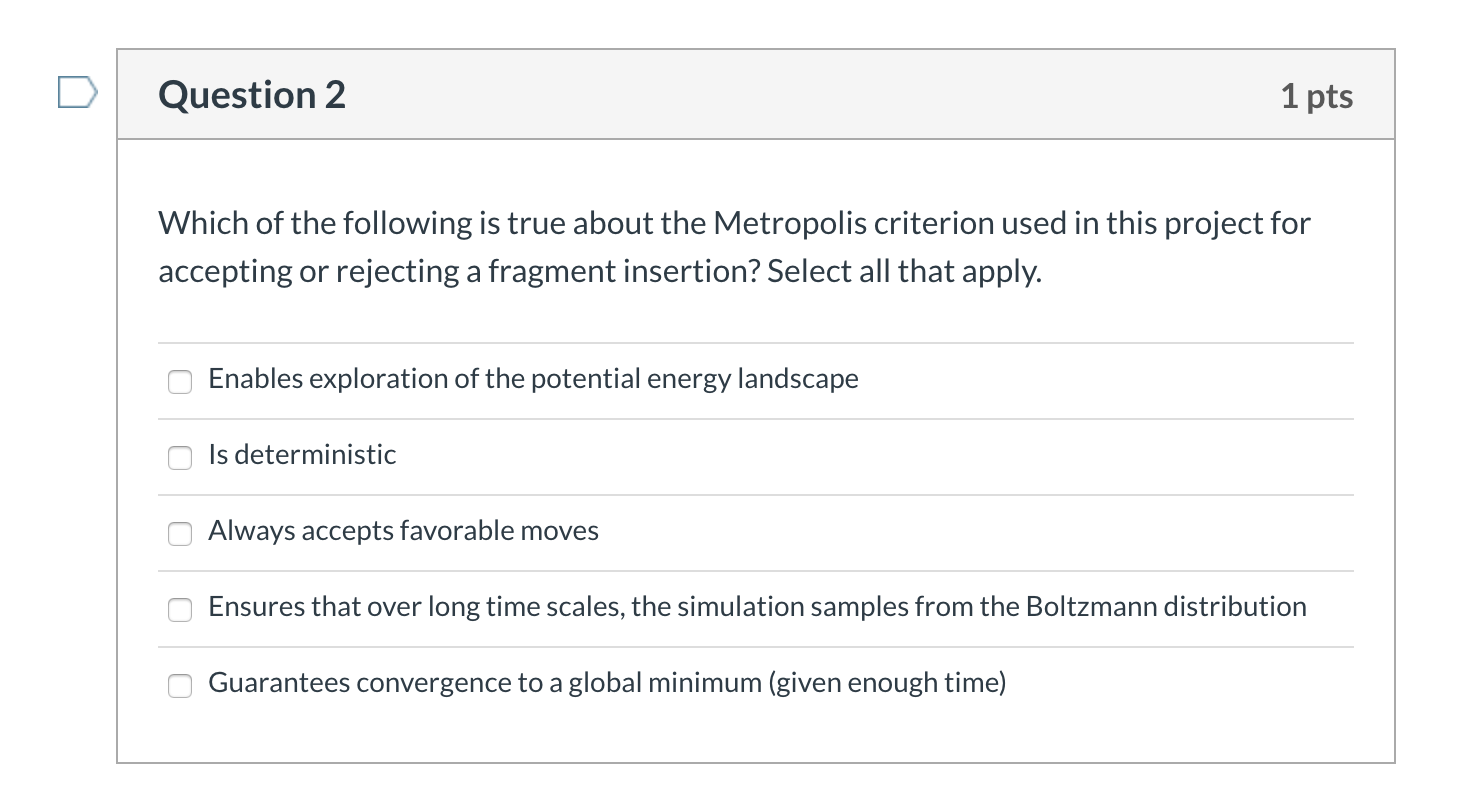 Question 2
1 pts
Which of the following is true about the Metropolis criterion used in this project for
accepting or rejecting a fragment insertion? Select all that apply.
Enables exploration of the potential energy landscape
Is deterministic
Always accepts favorable moves
Ensures that over long time scales, the simulation samples from the Boltzmann distribution
Guarantees convergence to a global minimum (given enough time)